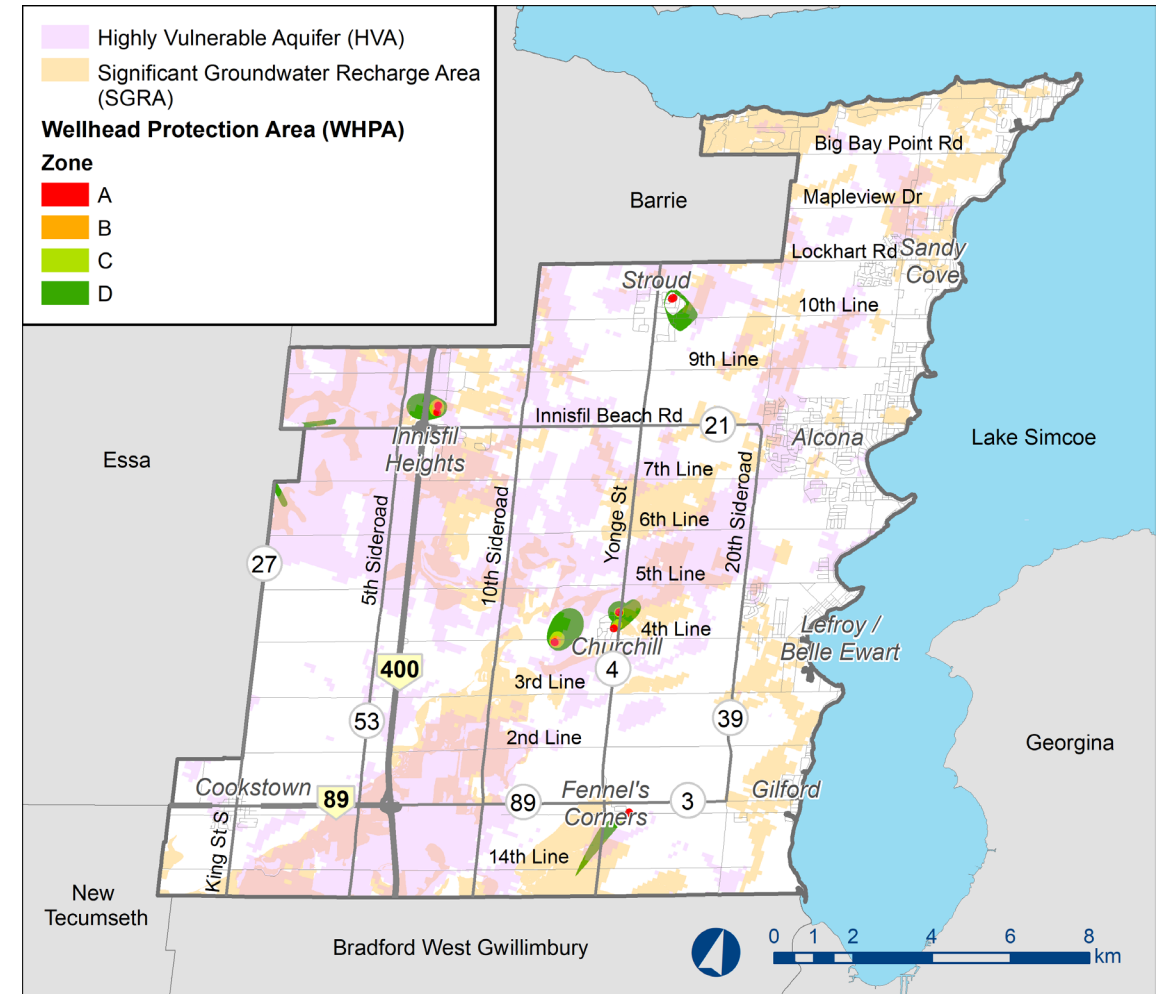 Highly Vulnerable Aquifer (HVA)
Significant Groundwater Recharge Area
(SGRA)
Wellhead Protection Area (WHPA)
Zone
A
B
C
D
Big Bay Point Rd
Barrie
Mapleview Dr
Lockhart Rd
Sandy
Cove
Stroud
10th Line
9th Line
Innisfil Beach Rd
21
Innisfil
Heights
Alcona
Lake Simcoe
Essa
7th Line
6th Line
5th Sideroad
10th Sideroad
Yonge St
20th Sideroad
27
5th Line
4th Line
Churchill
Lefroy /
Belle Ewart
400
4
3rd Line
53
39
2nd Line
Georgina
Cookstown
89
89
Fennel's
Corners
3
Gilford
King St S
14th Line
New
Tecumseth
Bradford West Gwillimbury
0 1 2 4 6 8
km